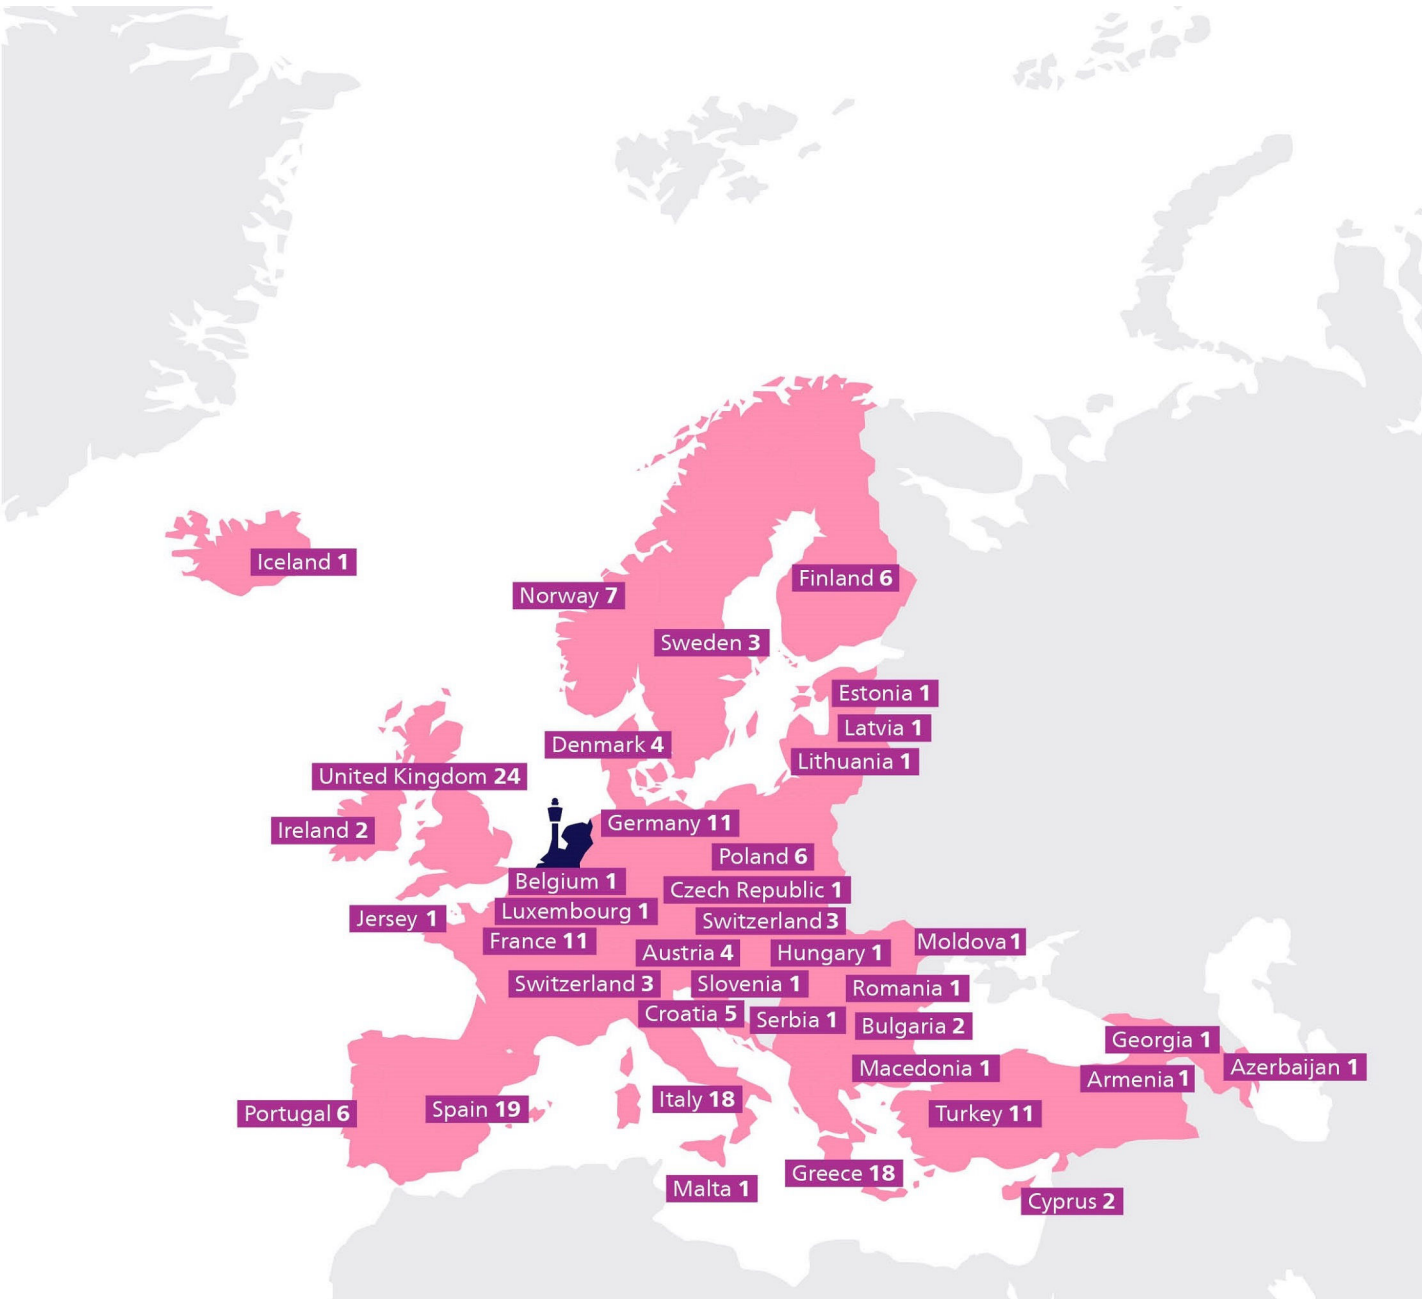 Iceland 1
Finland 6
Norway 7
Sweden 3
Estonia 1
Latvia 1
Denmark 4
Lithuania 1
United Kingdom 24
Germany 11
Ireland 2
Poland 6
Belgium 1
Czech Republic 1
Jersey 1
Luxembourg 1
Switzerland 3
France 11
Moldova 1
Austria 4
Hungary 1
Switzerland 3
Slovenia 1
Romania 1
Croatia 5
Serbia 1
Bulgaria 2
Georgia 1
Macedonia 1
Azerbaijan 1
Armenia 1
Portugal 6
Spain 19
Italy 18
Turkey 11
Greece 18
Malta 1
Cyprus 2